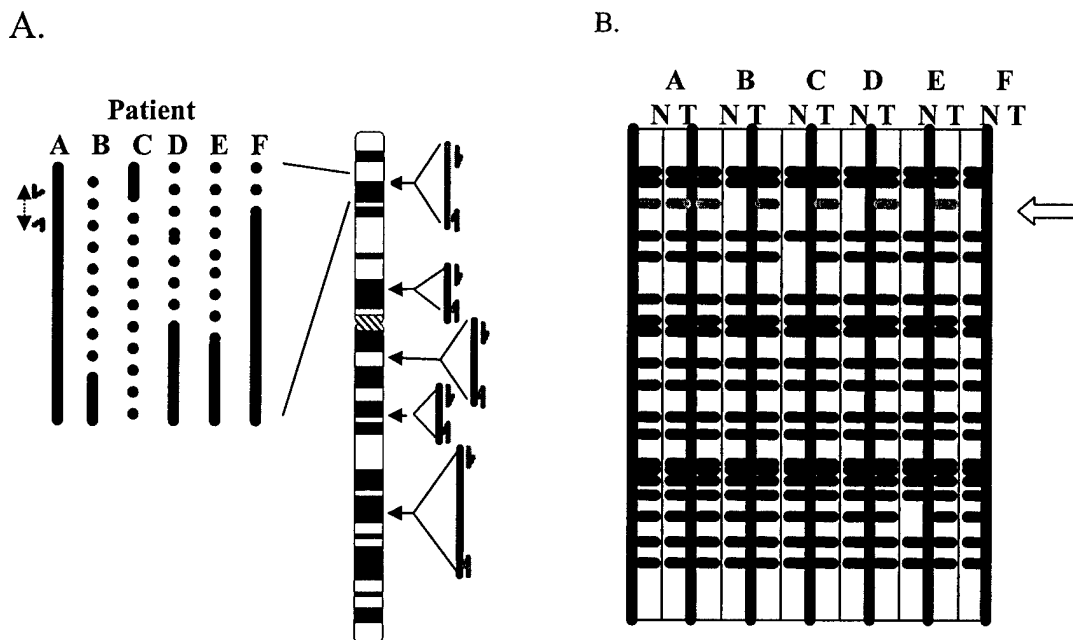 A.
Patient
A B C D E F
B.
A B C D E F
N T N T N T N T N T N T